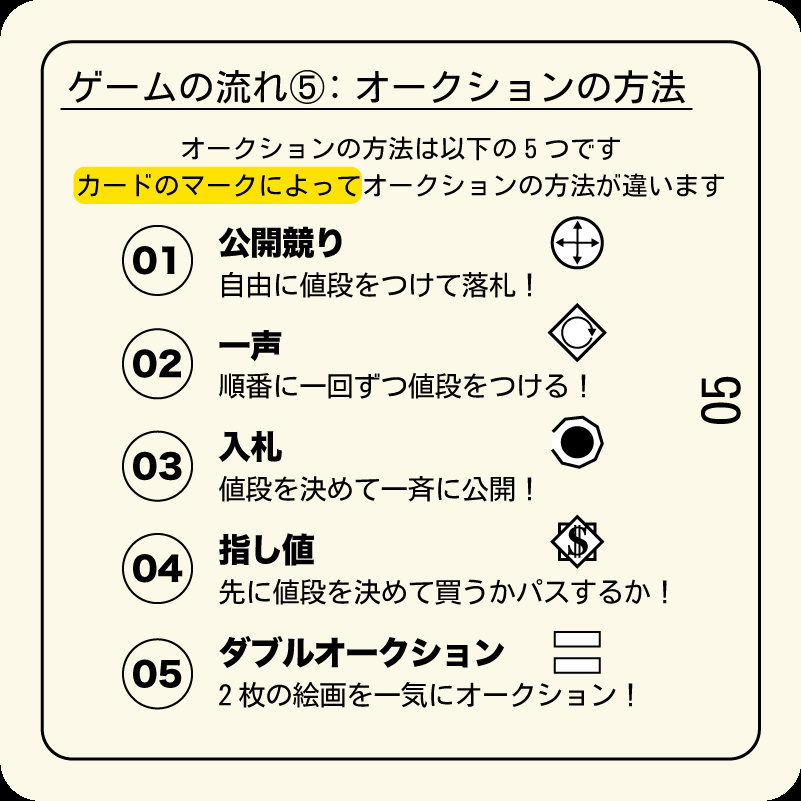 ゲームの流れ⑤：オークションの方法
オークションの方法は以下の５つです
カードのマークによってオークションの方法が違います
01
公開競り
自由に値段をつけて落札！
02
一声
順番に一回ずつ値段をつける！
03
入札
値段を決めて一斉に公開！
04
指し値
$
先に値段を決めて買うかパスするか！
05
ダブルオークション
２枚の絵画を一気にオークション！
05